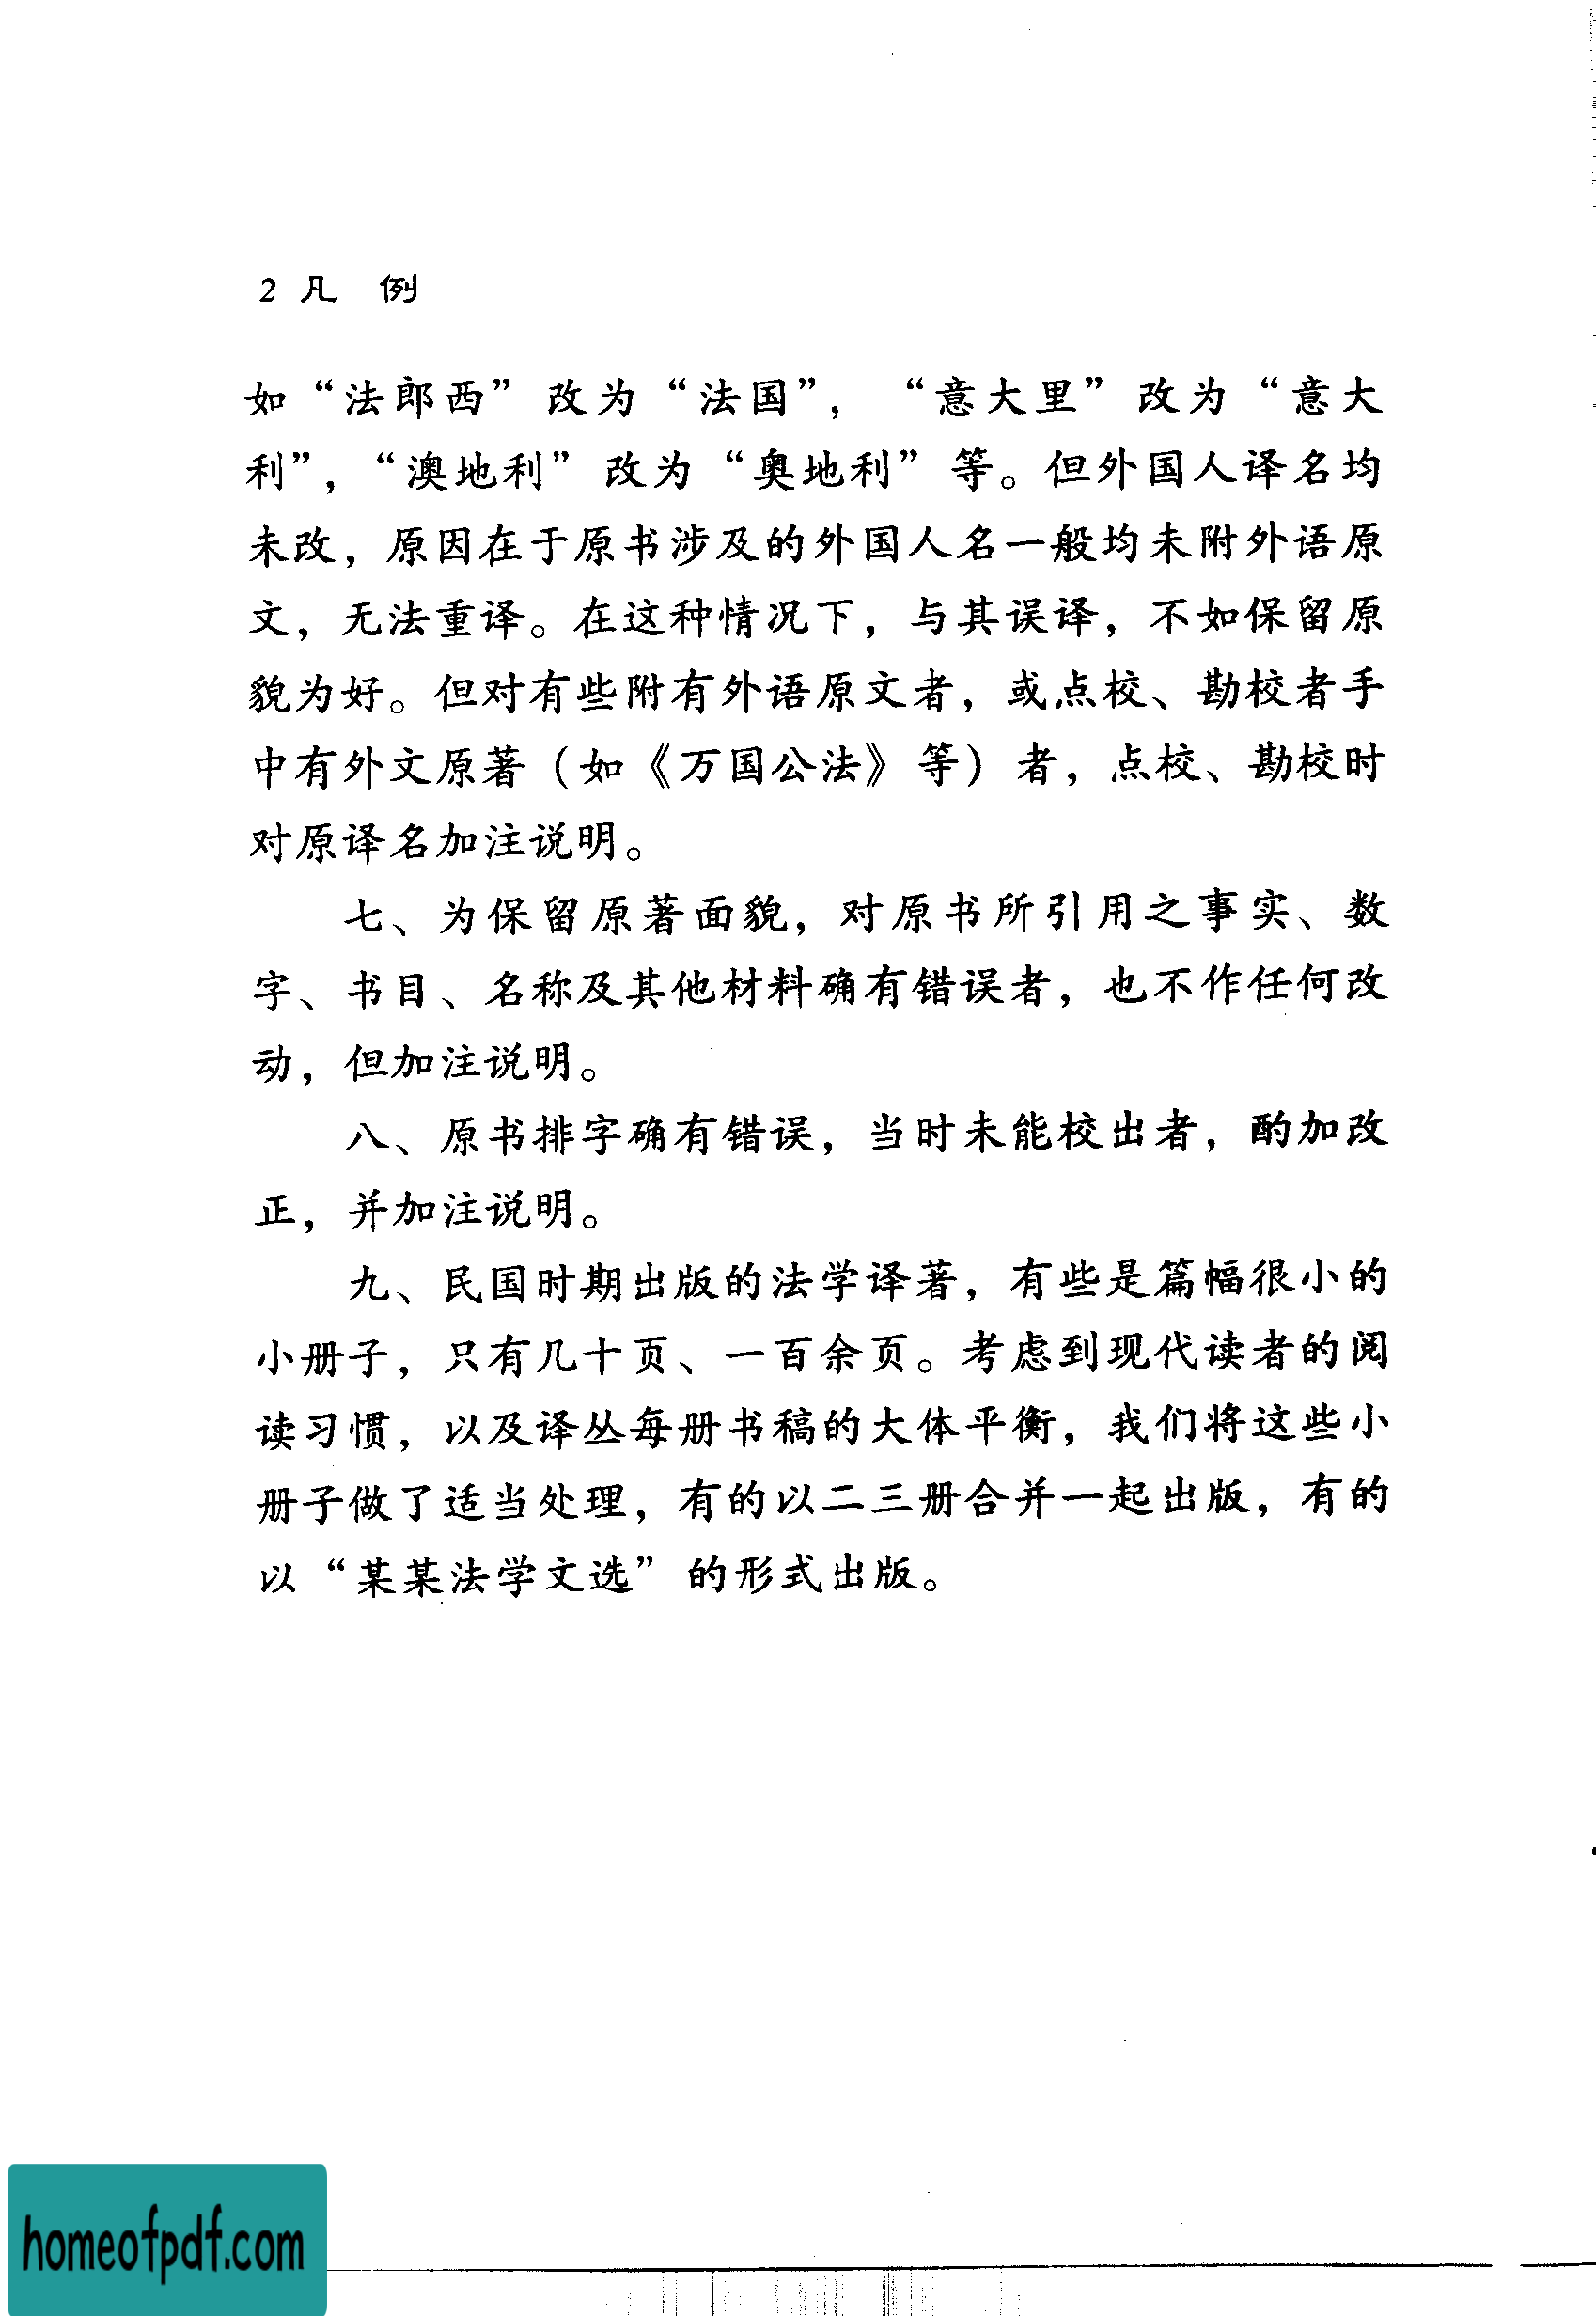 2 凡 例
如“法郎西”改为“法国”，“意大里”改为“意大
利”，“澳地利”改为“奥地利”等。但外国人译名均
未改，原因在于原书涉及的外国人名一般均未附外语原
文，无法重译。在这种情况下，与其误译，不如保留原
貌为好。但对有些附有外语原文者，或点校、勘校者手
中有外文原著（如《万国公法》等）者，点校、勘校时
对原译名加注说明。
七、为保留原著面貌，对原书所引用之事实、数
字、书目、名称及其他材料确有错误者，也不作任何改
动，但加注说明。
八、原书排字确有错误，当时未能校出者，酌加改
正，并加注说明。
九、民国时期出版的法学译著，有些是篇幅很小的
小册子，只有几十页、一百余页。考虑到现代读者的阅
读习惯，以及译丛每册书稿的大体平衡，我们将这些小
册子做了适当处理，有的以二三册合并一起出版，有的
以“某某法学文选”的形式出版。
homeofpdf.com